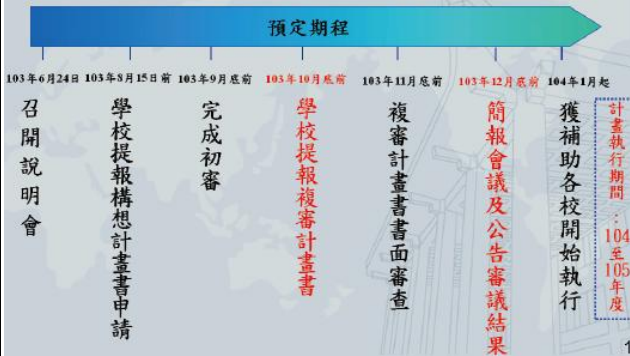 預定期程
103年6月24日
103年8月15日前
103年9月底前
103年10月底前
103年11月底前
103年12月底前
104年1月起
召開說明會
學校提報構想計畫書申請
完成初審
學校提報複審計畫書
複審計畫書書面審查
簡報會議及公告審議結果
獲補助各校開始執行
計畫執行期間：104至105年度
1